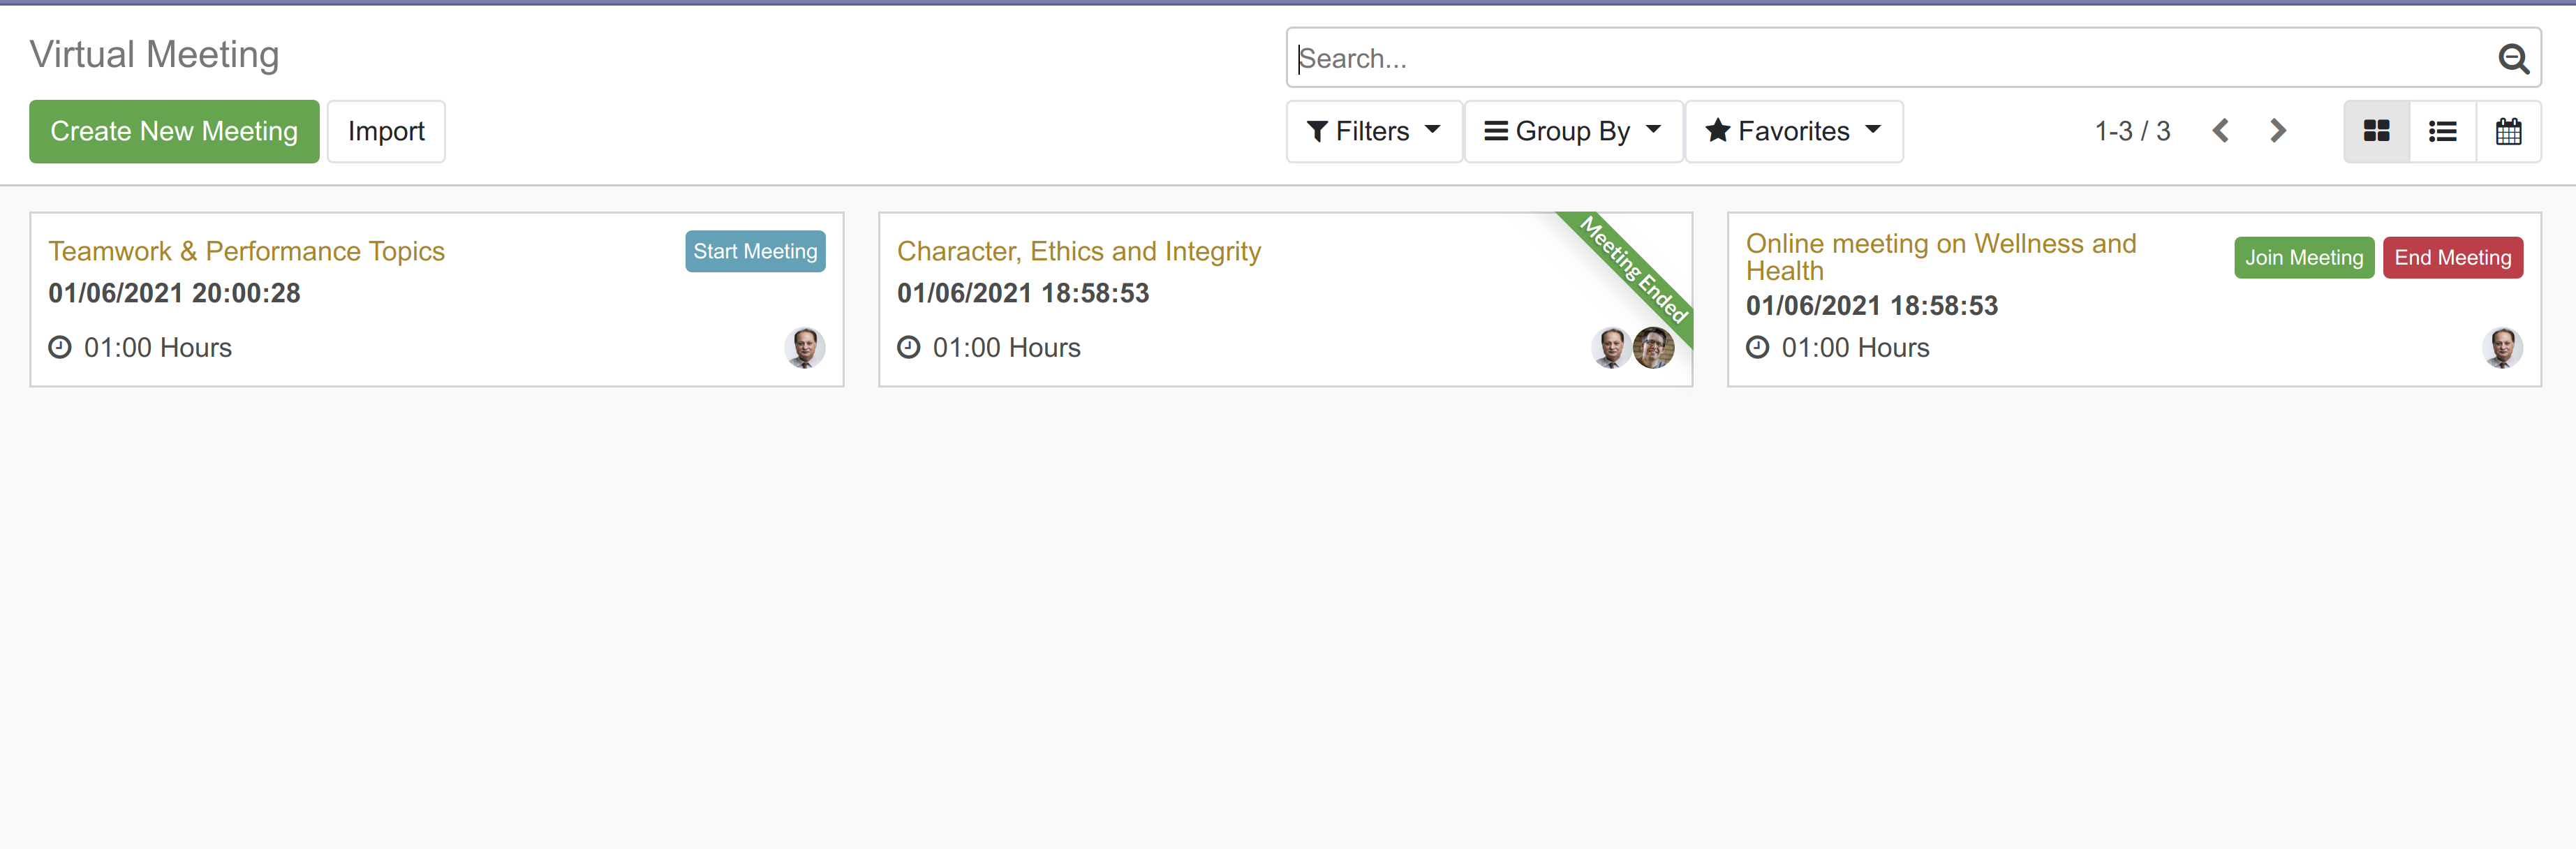 Virtual Meeting
Search...
Create New Meeting Import Filters Group By Favorites 1-3 / 3
Teamwork & Performance Topics
Start Meeting
01/06/2021 20:00:28
01:00 Hours
Character, Ethics and Integrity
Meeting Ended
01/06/2021 18:58:53
01:00 Hours
Online meeting on Wellness and
Health
Join Meeting End Meeting
01/06/2021 18:58:53
01:00 Hours